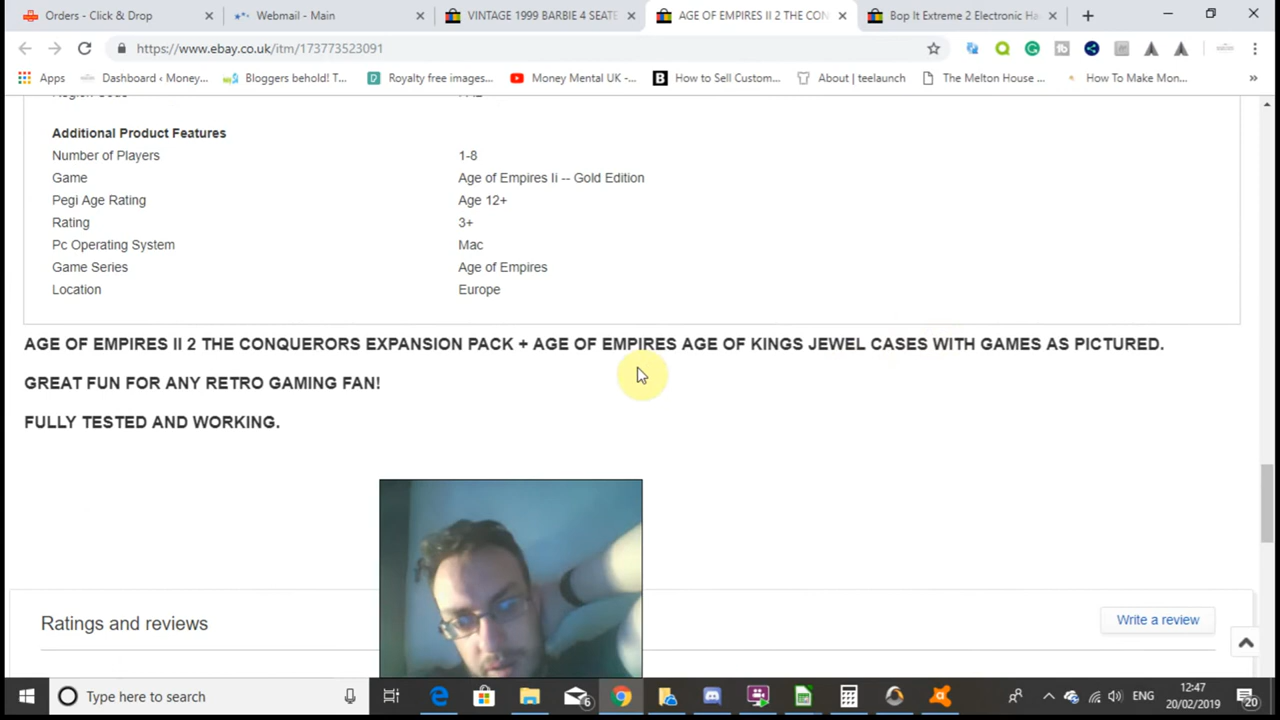 Orders - Click & Drop
Webmail - Main
VINTAGE 1999 BARBIE 4 SEATE
AGE OF EMPIRES II 2 THE CON
Bop It Extreme 2 Electronic Ha
https://www.ebay.co.uk/itm/173773523091
Apps
Dashboard ‹ Money...
Bloggers behold! T...
Royalty free images...
Money Mental UK -...
How to Sell Custom...
About | teelaunch
The Melton House ...
How To Make Mon...
Additional Product Features
Number of Players 1-8
Game Age of Empires Ii -- Gold Edition
Pegi Age Rating Age 12+
Rating 3+
Pc Operating System Mac
Game Series Age of Empires
Location Europe
AGE OF EMPIRES II 2 THE CONQUERORS EXPANSION PACK + AGE OF EMPIRES AGE OF KINGS JEWEL CASES WITH GAMES AS PICTURED.
GREAT FUN FOR ANY RETRO GAMING FAN!
FULLY TESTED AND WORKING.
Ratings and reviews
Write a review
Type here to search
6
ENG
12:47
20/02/2019
20